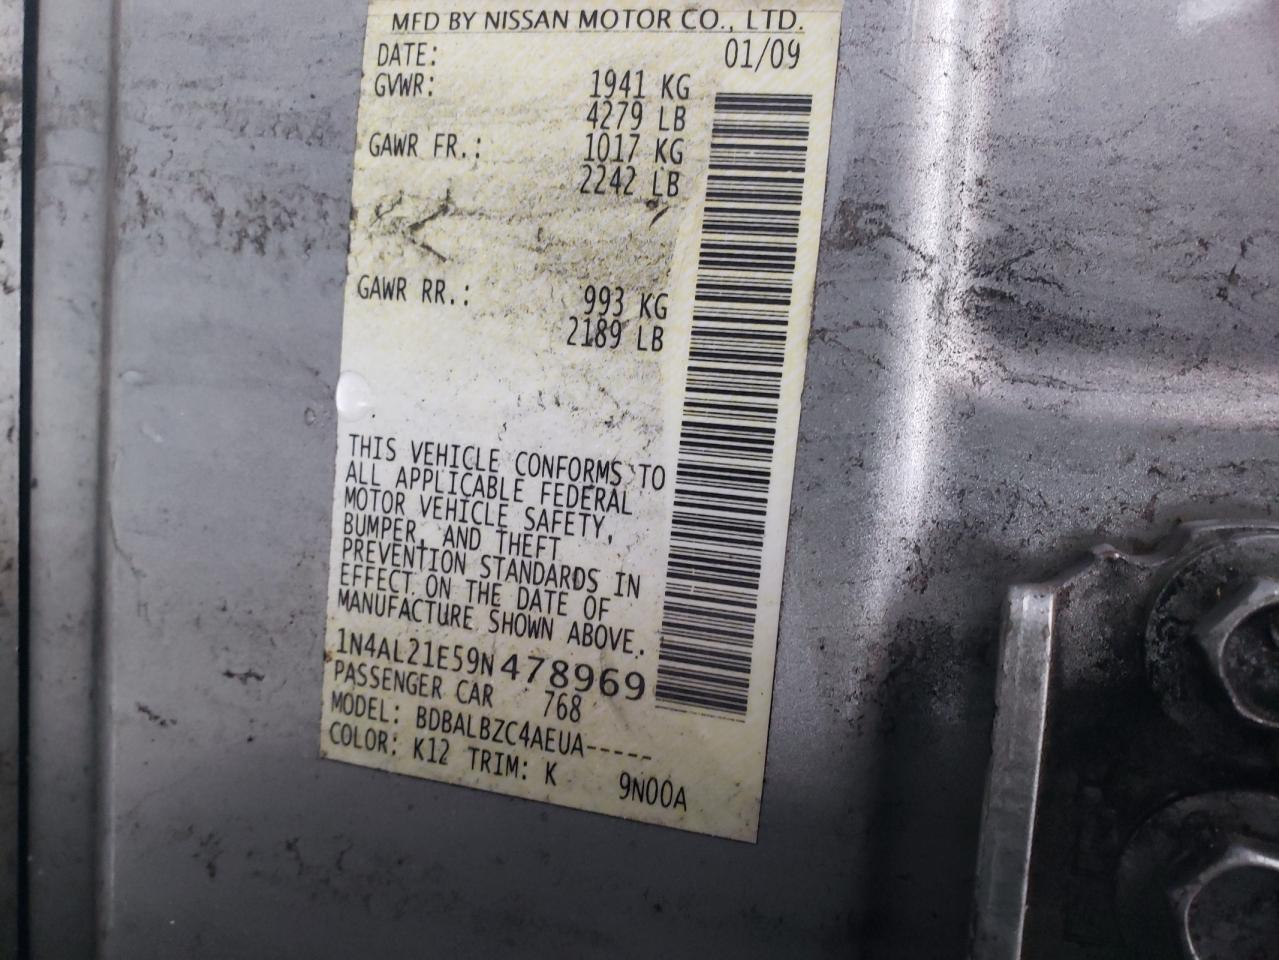 MFD BY NISSAN MOTOR CO., LTD.
DATE: 01/09
GVWR: 1941 KG
4279 LB
GAWR FR.: 1017 KG
2242 LB
GAWR RR.: 993 KG
2189 LB
THIS VEHICLE CONFORMS TO
ALL APPLICABLE FEDERAL
MOTOR VEHICLE SAFETY,
BUMPER, AND THEFT
PREVENTION STANDARDS IN
EFFECT ON THE DATE OF
MANUFACTURE SHOWN ABOVE.
1N4AL21E59N478969
PASSENGER CAR 768
MODEL: BDBALBZC4AEUA-----
COLOR: K12 TRIM: K 9N00A